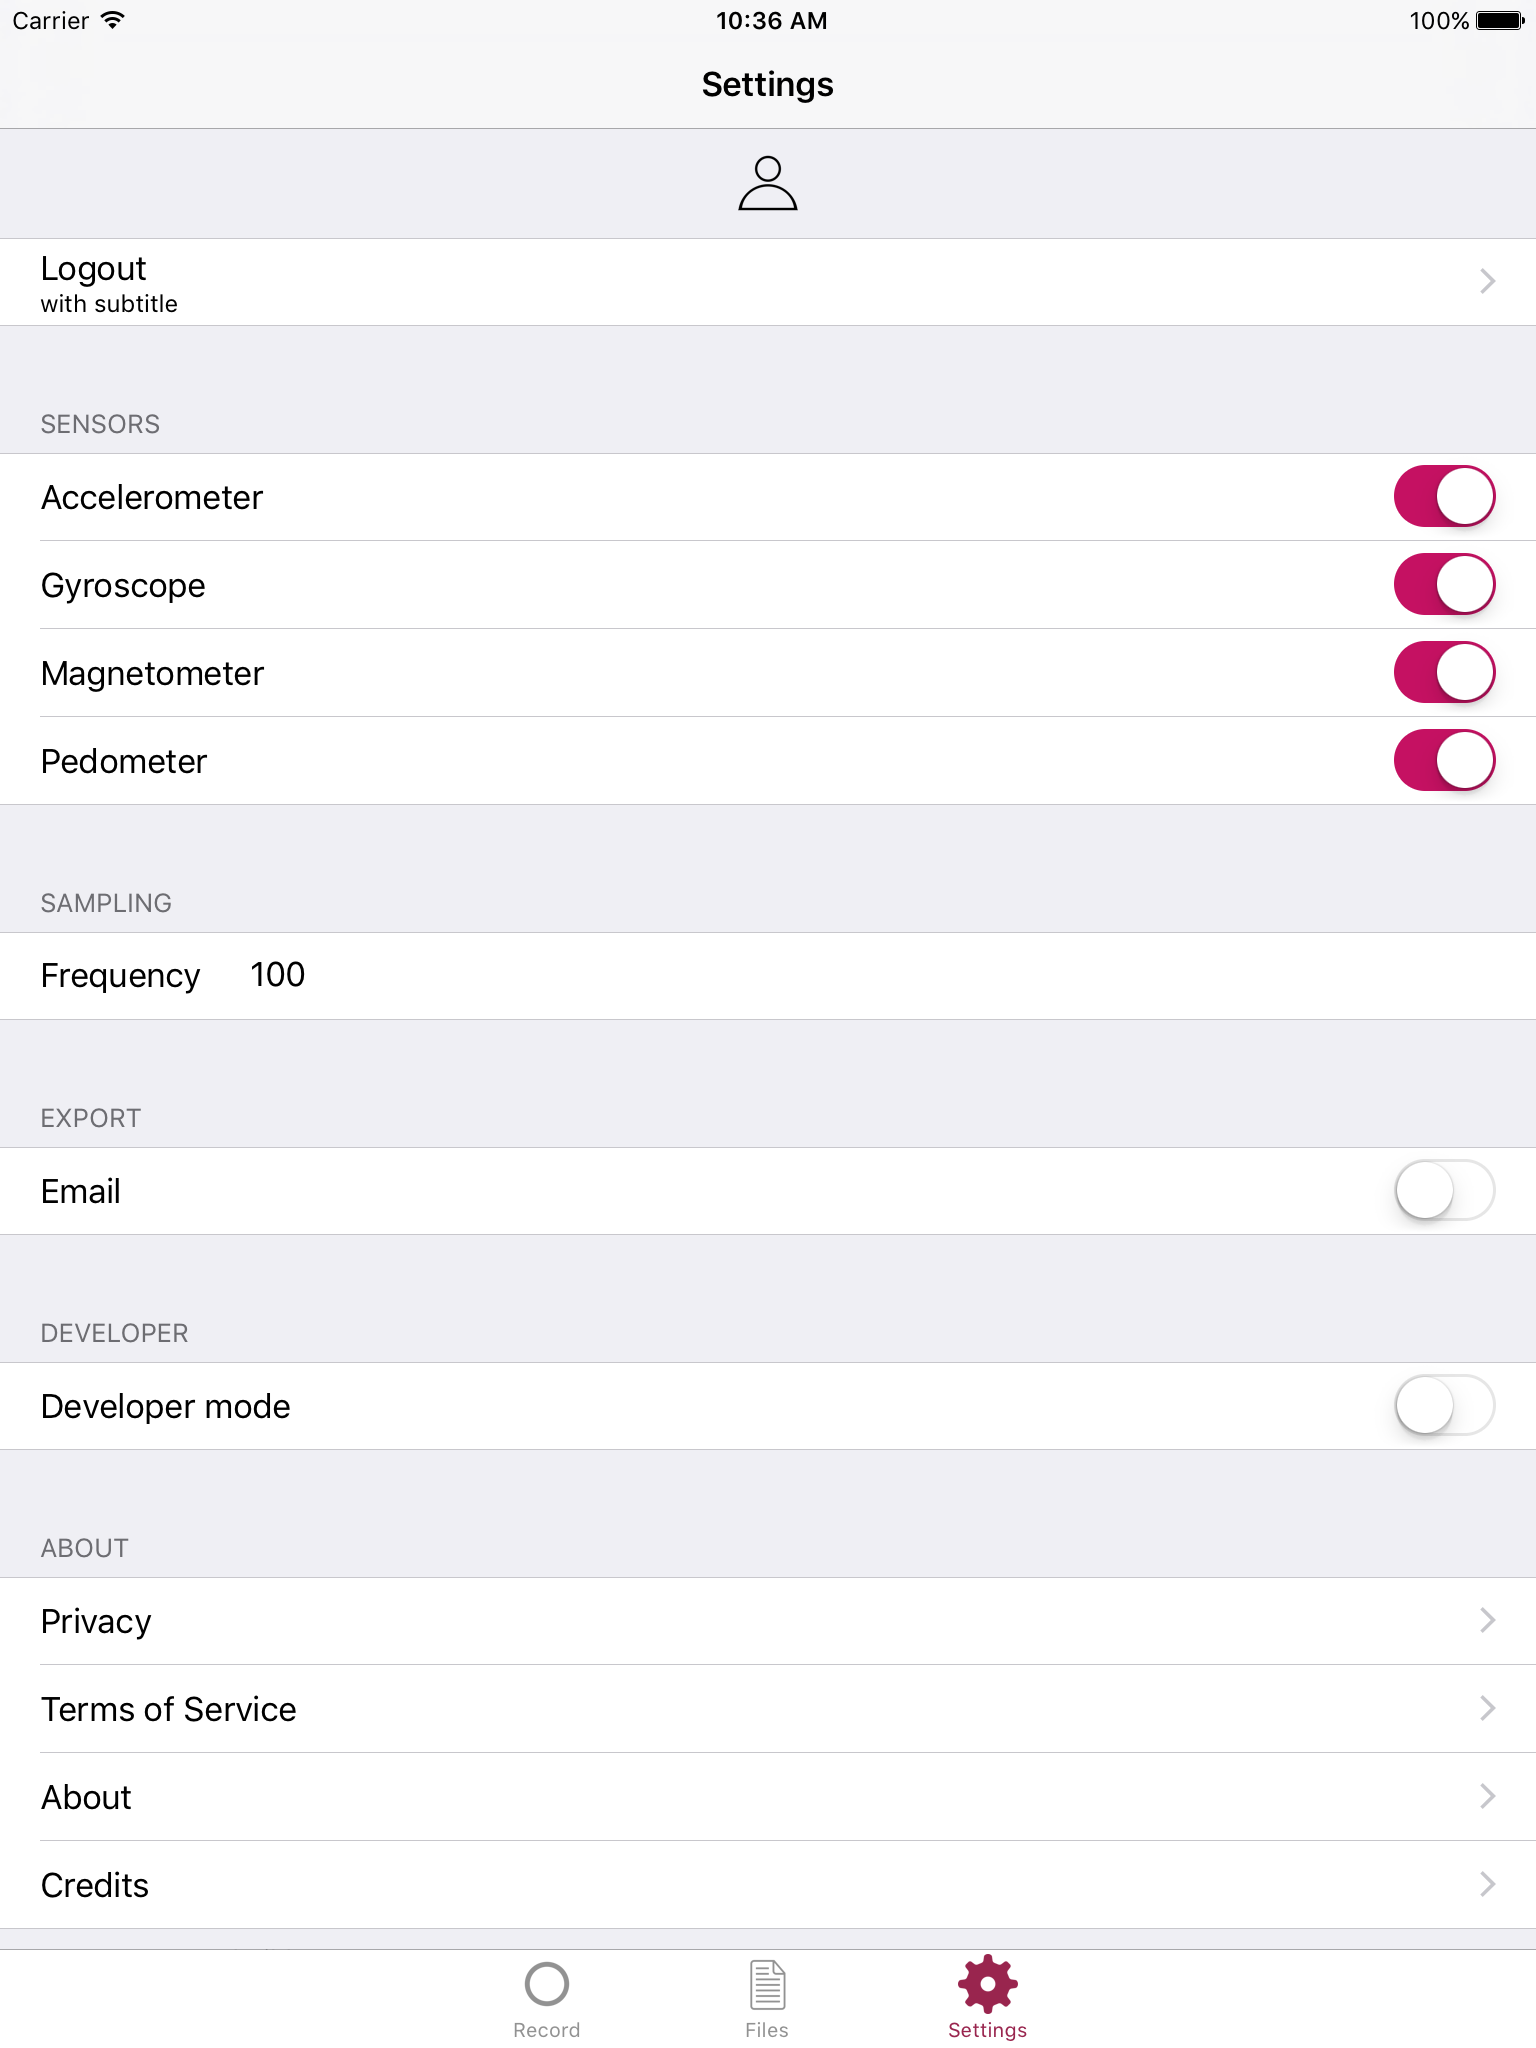 Carrier 10:36 AM 100%
Settings
Logout
with subtitle
SENSORS
Accelerometer
Gyroscope
Magnetometer
Pedometer
SAMPLING
Frequency 100
EXPORT
Email
DEVELOPER
Developer mode
ABOUT
Privacy
Terms of Service
About
Credits
Record Files Settings